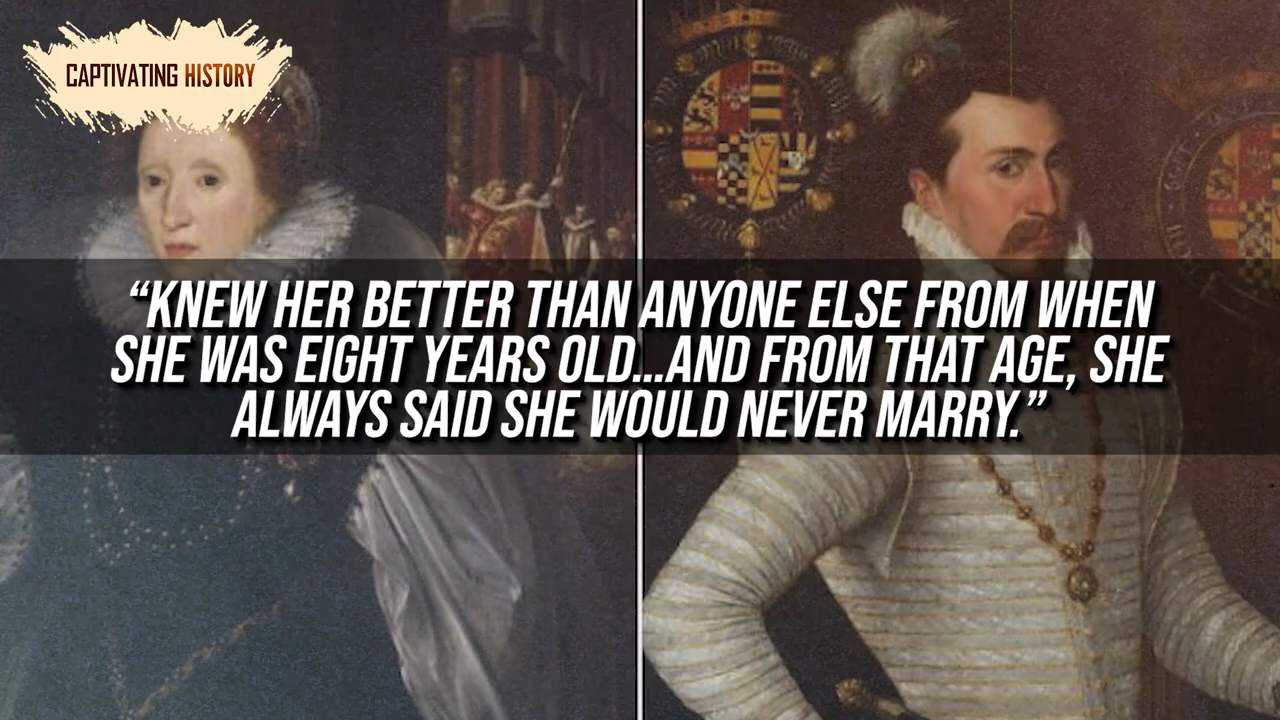 CAPTIVATING HISTORY
“KNEW HER BETTER THAN ANYONE ELSE FROM WHEN
SHE WAS EIGHT YEARS OLD...AND FROM THAT AGE, SHE
ALWAYS SAID SHE WOULD NEVER MARRY.”